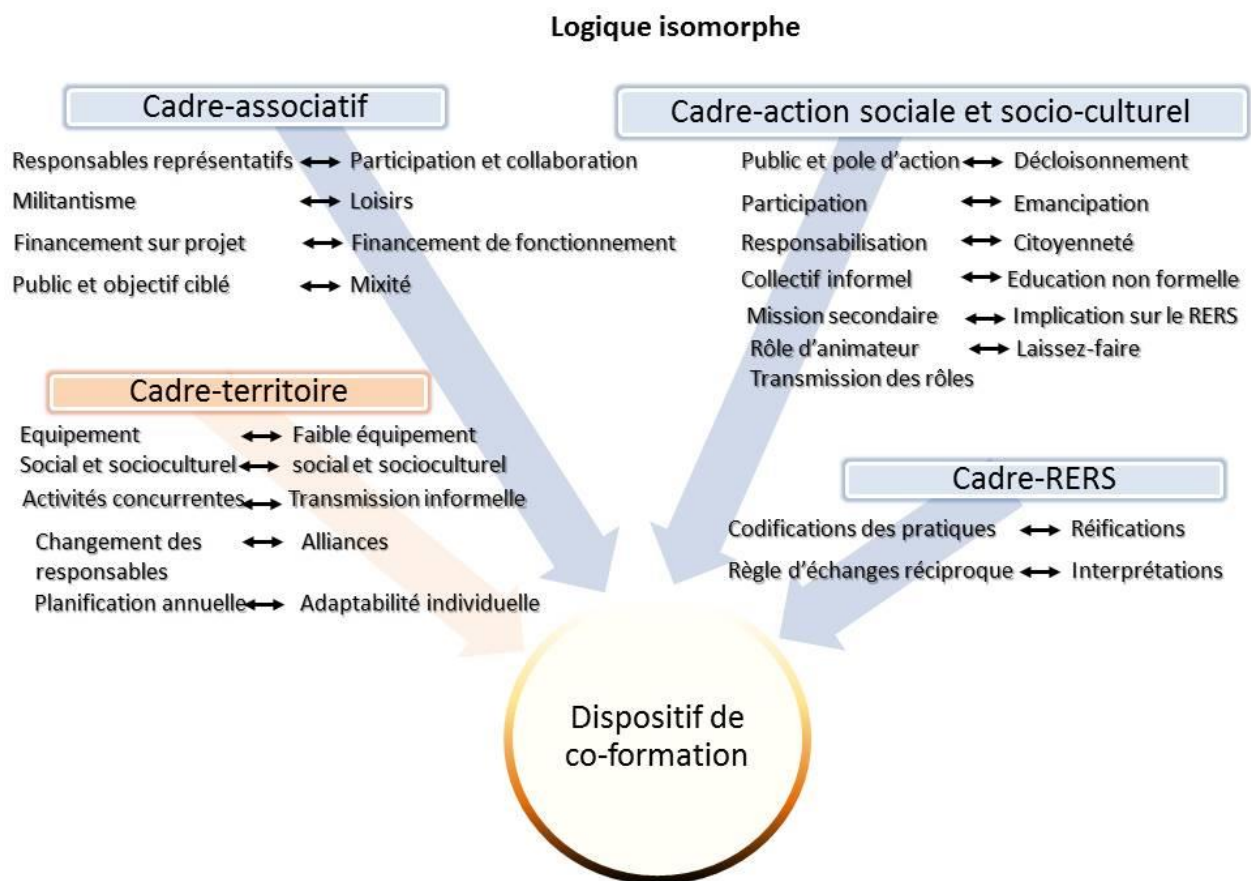 Logique isomorphe
Cadre-associatif
Responsables représentatifs Participation et collaboration
Militantisme Loisirs
Financement sur projet Financement de fonctionnement
Public et objectif ciblé Mixité
Cadre-action sociale et socio-culturel
Public et pole d'action Décloisonnement
Participation Emancipation
Responsabilisation Citoyenneté
Collectif informel Education non formelle
Mission secondaire Implication sur le RERS
Rôle d'animateur Laissez-faire
Transmission des rôles
Cadre-territoire
Equipement Faible équipement
Social et socioculturel social et socioculturel
Activités concurrentes Transmission informelle
Changement des Alliances
responsables
Planification annuelle Adaptabilité individuelle
Cadre-RERS
Codifications des pratiques Réifications
Règle d'échanges réciproque Interprétations
Dispositif de
co-formation